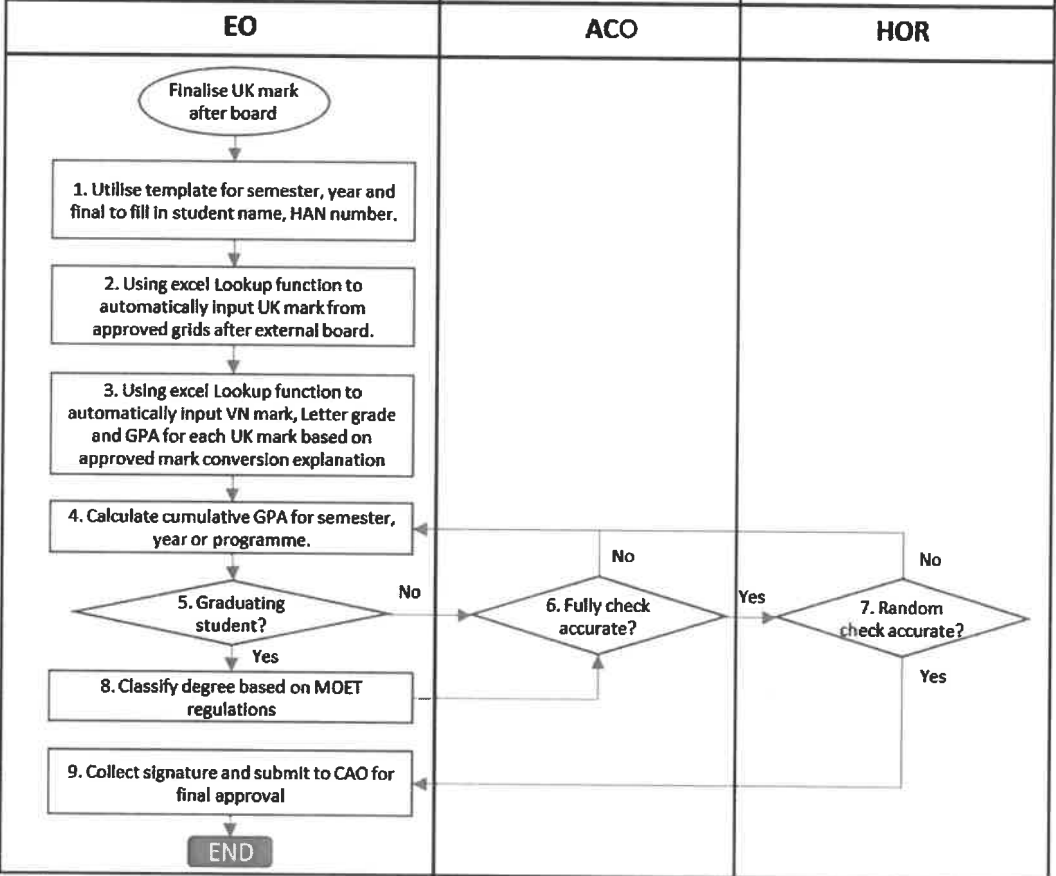 EO
ACO
HOR
Finalise UK mark
after board
1. Utilise template for semester, year and
final to fill in student name, HAN number.
2. Using excel Lookup function to
automatically input UK mark from
approved grids after external board.
3. Using excel Lookup function to
automatically input VN mark, Letter grade
and GPA for each UK mark based on
approved mark conversion explanation
4. Calculate cumulative GPA for semester,
year or programme.
No
No
5. Graduating
student?
No
6. Fully check
accurate?
Yes
7. Random
check accurate?
Yes
Yes
8. Classify degree based on MOET
regulations
9. Collect signature and submit to CAO for
final approval
END